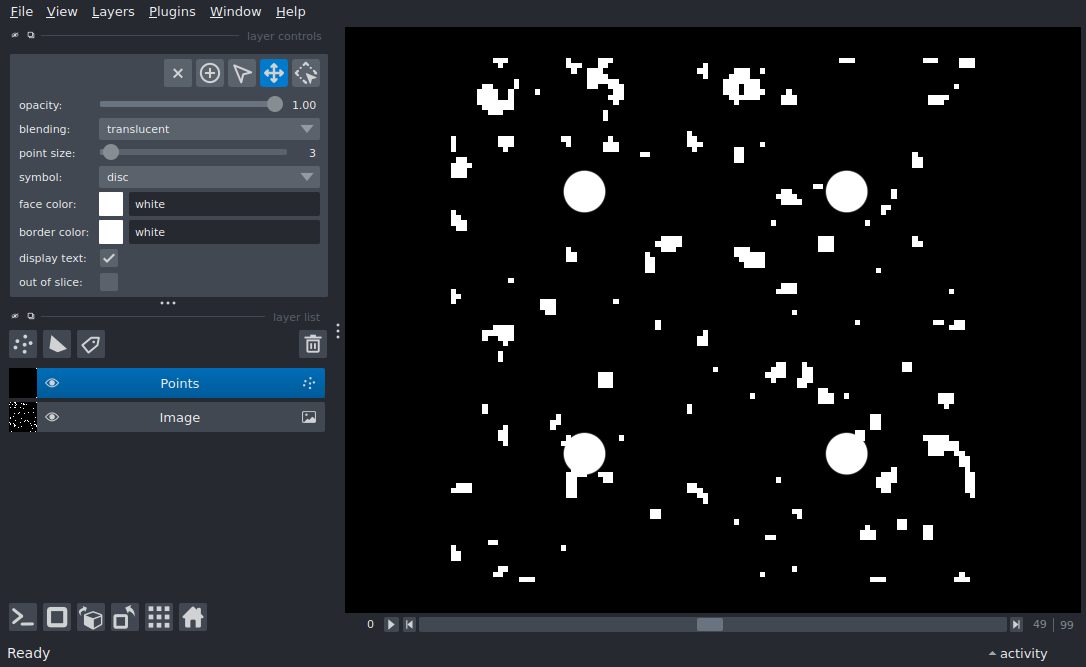 File View Layers Plugins Window Help
layer controls
opacity: 1.00
blending: translucent
point size: 3
symbol: disc
face color: white
border color: white
display text:
out of slice:
layer list
Points
Image
0 49 99
Ready activity